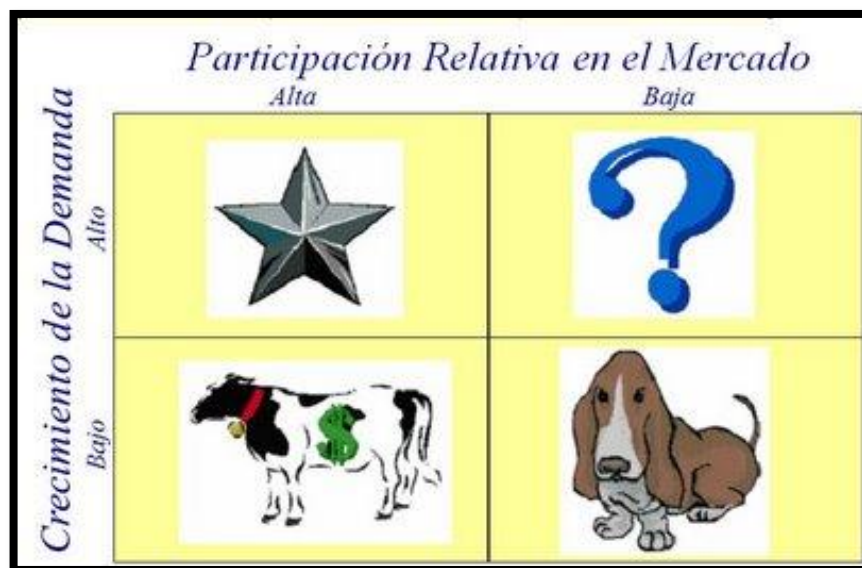 Participación Relativa en el Mercado
Alta
Baja
Crecimiento de la Demanda
Alto
Bajo
$
?